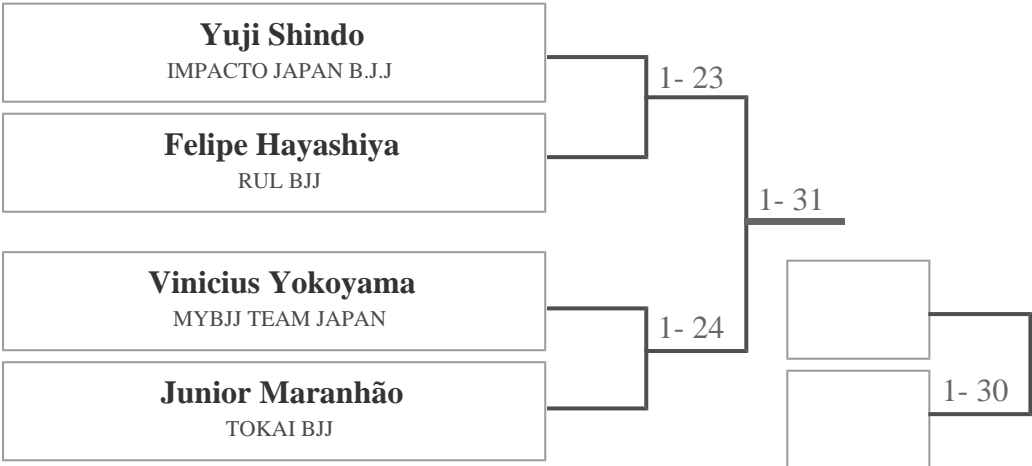 Yuji Shindo
IMPACTO JAPAN B.J.J
1- 23
Felipe Hayashiya
RUL BJJ
1- 31
Vinicius Yokoyama
MYBJJ TEAM JAPAN
1- 24
Junior Maranhão
TOKAI BJJ
1- 30